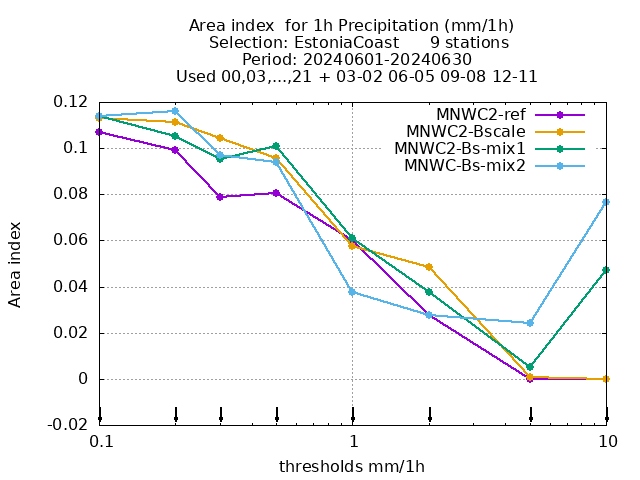 Area index  for 1h Precipitation (mm/1h)
Selection: EstoniaCoast      9 stations
Period: 20240601-20240630
Used 00,03,...,21 + 03-02 06-05 09-08 12-11
MNWC2-ref
MNWC2-Bscale
MNWC2-Bs-mix1
MNWC-Bs-mix2
0.12
0.1
0.08
0.06
0.04
0.02
0
-0.02
Area index
0.1 1 10
thresholds mm/1h